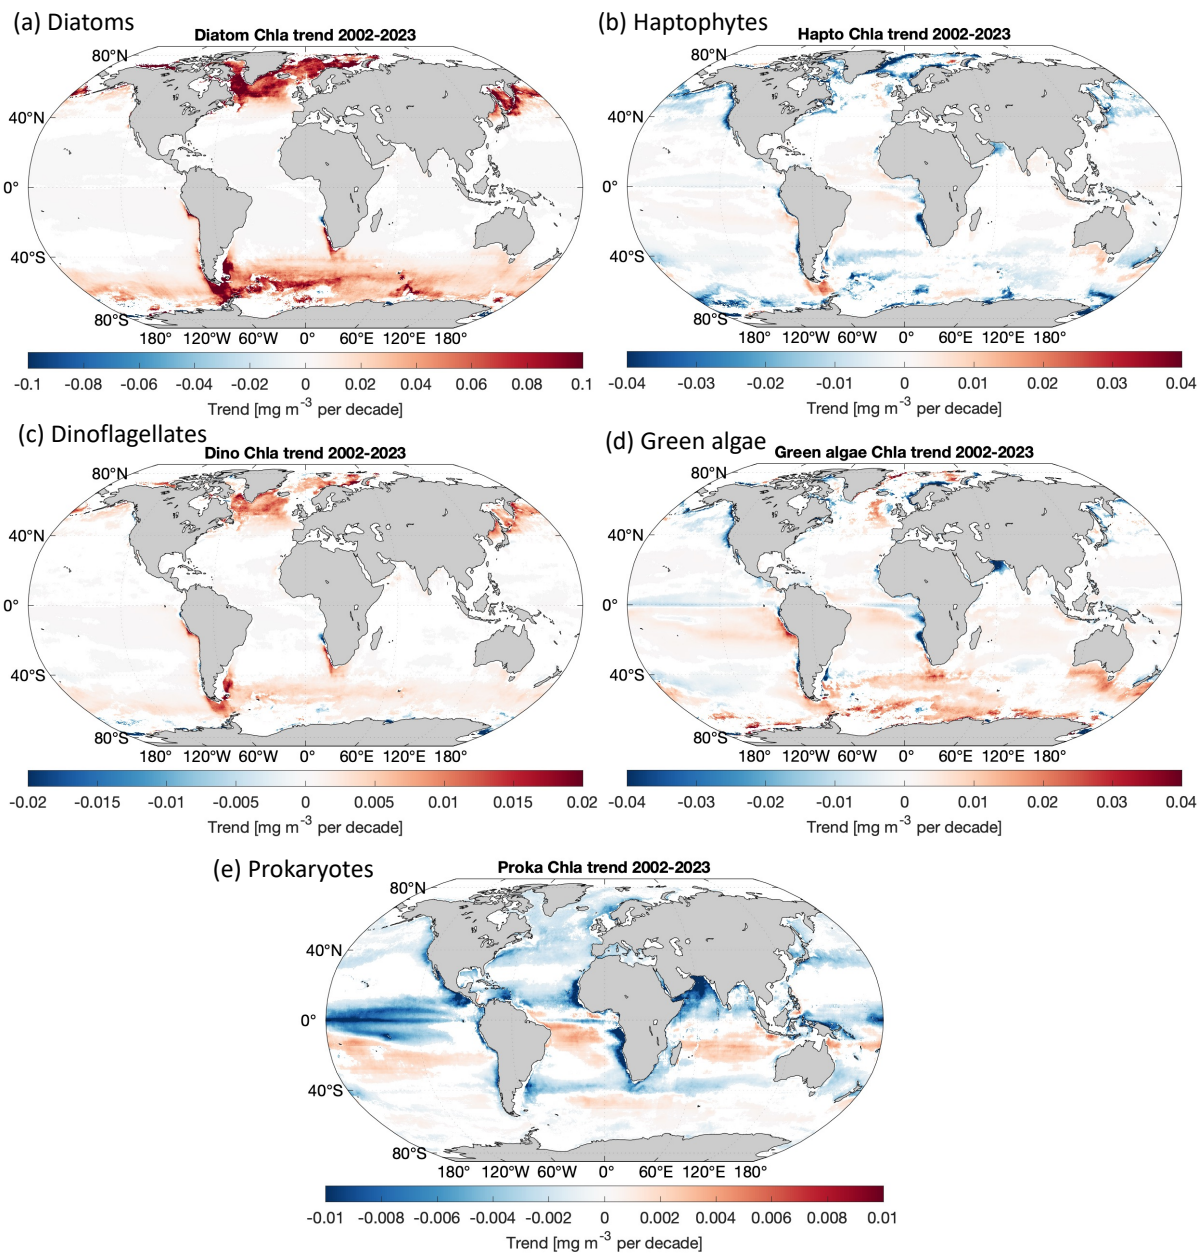 (a) Diatoms
Diatom Chla trend 2002-2023
80°N
40°N
0°
40°S
80°S
180° 120°W 60°W 0° 60°E 120°E 180°
-0.1 -0.08 -0.06 -0.04 -0.02 0 0.02 0.04 0.06 0.08 0.1
Trend [mg m⁻³ per decade]
(b) Haptophytes
Hapto Chla trend 2002-2023
80°N
40°N
0°
40°S
80°S
180° 120°W 60°W 0° 60°E 120°E 180°
-0.04 -0.03 -0.02 -0.01 0 0.01 0.02 0.03 0.04
Trend [mg m⁻³ per decade]
(c) Dinoflagellates
Dino Chla trend 2002-2023
80°N
40°N
0°
40°S
80°S
180° 120°W 60°W 0° 60°E 120°E 180°
-0.02 -0.015 -0.01 -0.005 0 0.005 0.01 0.015 0.02
Trend [mg m⁻³ per decade]
(d) Green algae
Green algae Chla trend 2002-2023
80°N
40°N
0°
40°S
80°S
180° 120°W 60°W 0° 60°E 120°E 180°
-0.04 -0.03 -0.02 -0.01 0 0.01 0.02 0.03 0.04
Trend [mg m⁻³ per decade]
(e) Prokaryotes
Proka Chla trend 2002-2023
80°N
40°N
0°
40°S
80°S
180° 120°W 60°W 0° 60°E 120°E 180°
-0.01 -0.008 -0.006 -0.004 -0.002 0 0.002 0.004 0.006 0.008 0.01
Trend [mg m⁻³ per decade]